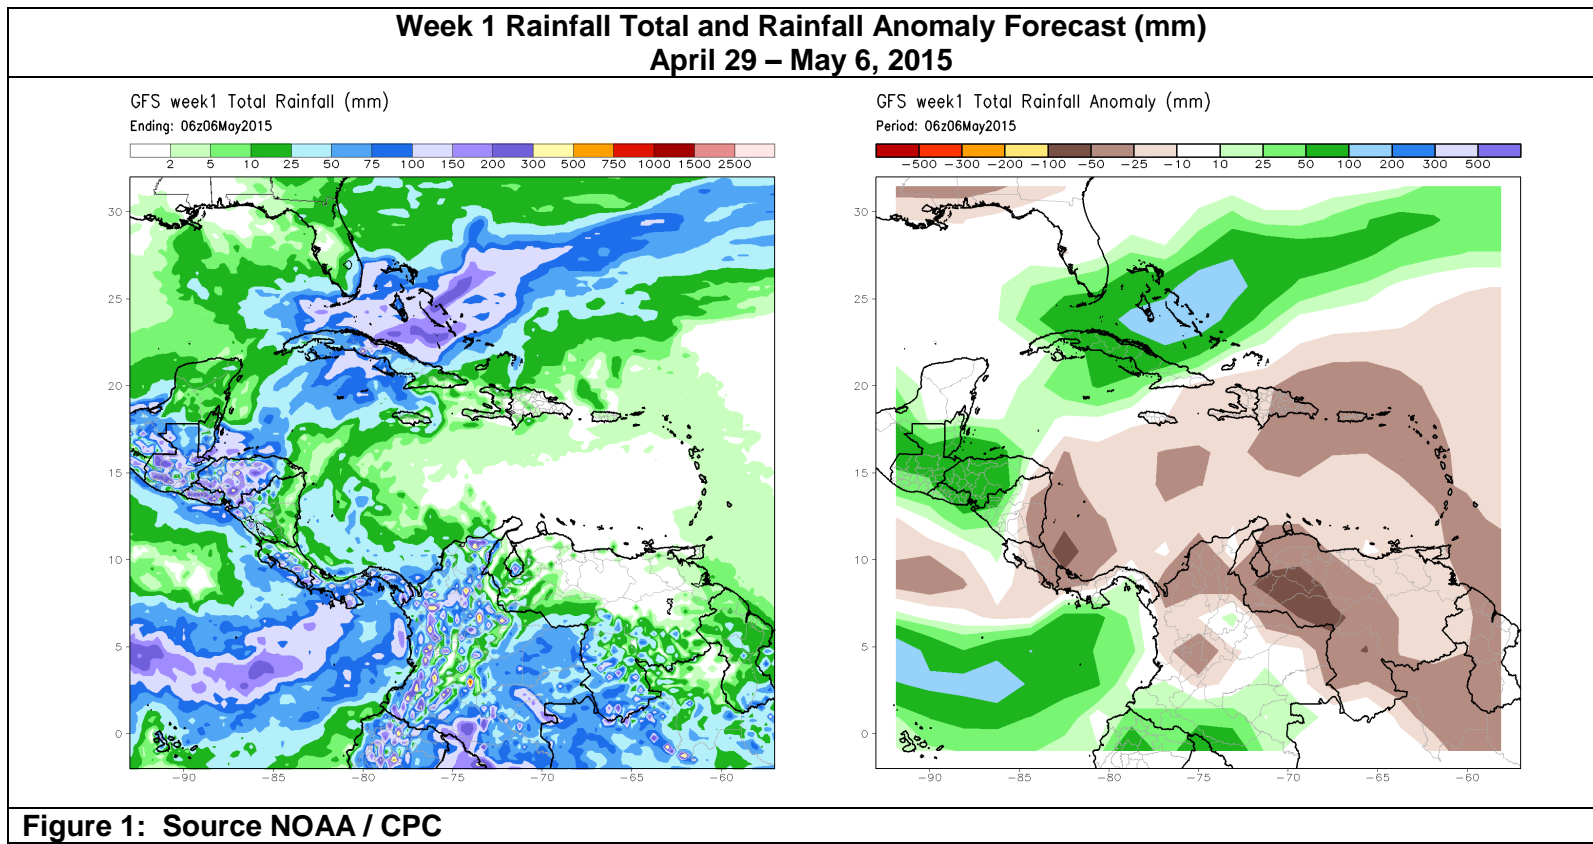 Week 1 Rainfall Total and Rainfall Anomaly Forecast (mm)
April 29 – May 6, 2015
GFS week1 Total Rainfall (mm)
Ending: 06z06May2015
2 5 10 25 50 75 100 150 200 300 500 750 1000 1500 2500
30
25
20
15
10
5
0
-90 -85 -80 -75 -70 -65 -60
GFS week1 Total Rainfall Anomaly (mm)
Period: 06z06May2015
-500 -300 -200 -100 -50 -25 -10 10 25 50 100 200 300 500
30
25
20
15
10
5
0
-90 -85 -80 -75 -70 -65 -60
Figure 1: Source NOAA / CPC